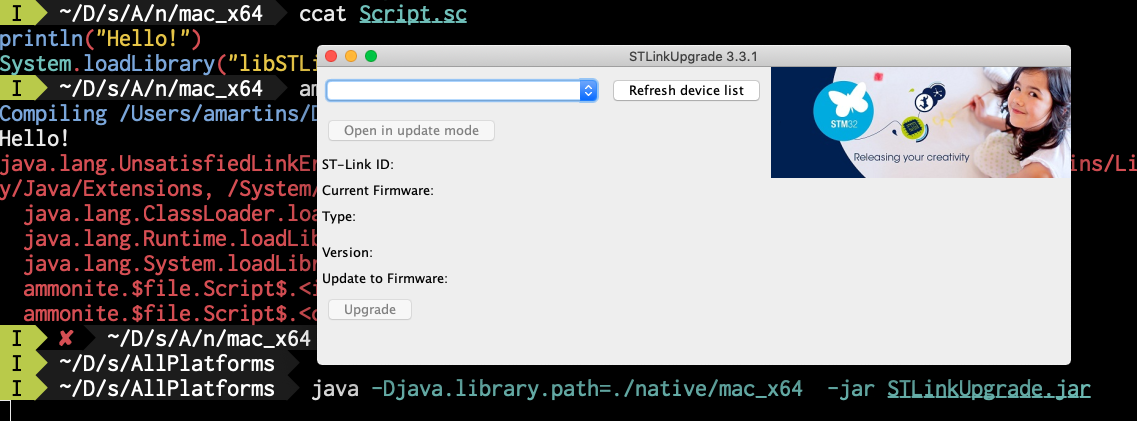 I ~/D/s/A/n/mac_x64 ccat Script.sc
println("Hello!")
System.loadLibrary("libSTLi
I ~/D/s/A/n/mac_x64 am
Compiling /Users/amartins/D
Hello!
java.lang.UnsatisfiedLinkEr ins/Li
y/Java/Extensions, /System/
java.lang.ClassLoader.loa
java.lang.Runtime.loadLib
java.lang.System.loadLibr
ammonite.$file.Script$.<i
ammonite.$file.Script$.<c
I ✘ ~/D/s/A/n/mac_x64
I ~/D/s/AllPlatforms
I ~/D/s/AllPlatforms java -Djava.library.path=./native/mac_x64 -jar STLinkUpgrade.jar
STLinkUpgrade 3.3.1
Refresh device list
Open in update mode
ST-Link ID:
Current Firmware:
Type:
Version:
Update to Firmware:
Upgrade
STM32
Releasing your creativity